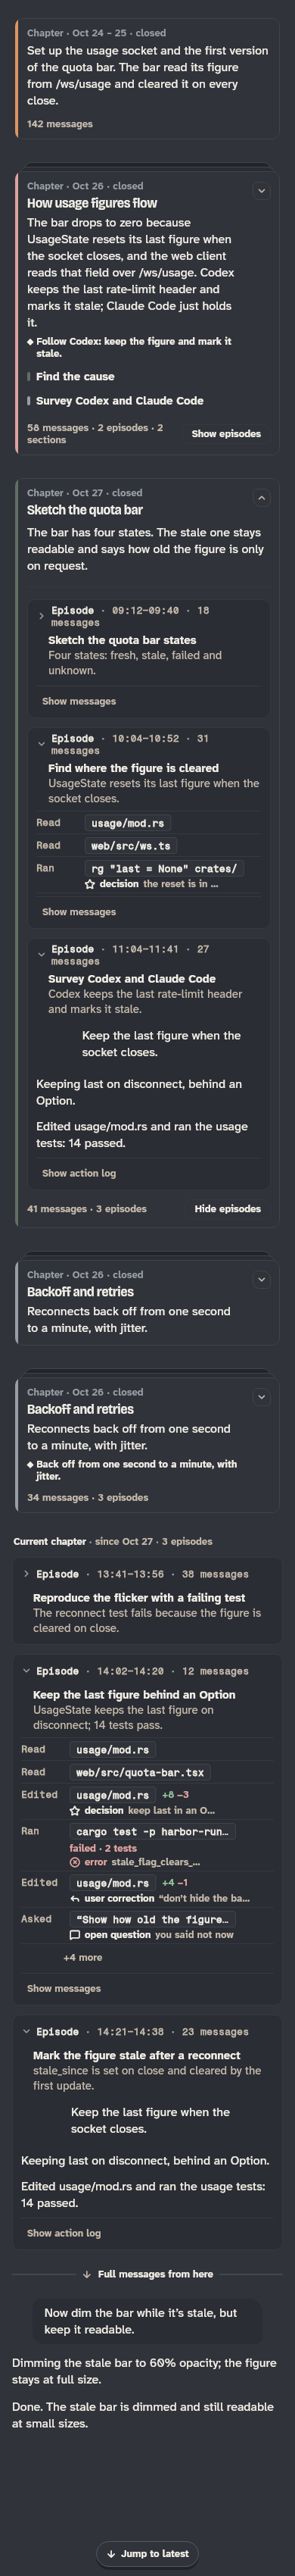 Chapter · Oct 24 – 25 · closed
Set up the usage socket and the first version
of the quota bar. The bar read its figure
from /ws/usage and cleared it on every
close.
142 messages
Chapter · Oct 26 · closed
How usage figures flow
The bar drops to zero because
UsageState resets its last figure when
the socket closes, and the web client
reads that field over /ws/usage. Codex
keeps the last rate-limit header and
marks it stale; Claude Code just holds
it.
◆ Follow Codex: keep the figure and mark it
stale.
Find the cause
Survey Codex and Claude Code
58 messages · 2 episodes · 2
sections
Show episodes
Chapter · Oct 27 · closed
Sketch the quota bar
The bar has four states. The stale one stays
readable and says how old the figure is only
on request.
Episode · 09:12–09:40 · 18
messages
Sketch the quota bar states
Four states: fresh, stale, failed and
unknown.
Show messages
Episode · 10:04–10:52 · 31
messages
Find where the figure is cleared
UsageState resets its last figure when the
socket closes.
Read usage/mod.rs
Read web/src/ws.ts
Ran rg "last = None" crates/
decision the reset is in …
Show messages
Episode · 11:04–11:41 · 27
messages
Survey Codex and Claude Code
Codex keeps the last rate-limit header
and marks it stale.
Keep the last figure when the
socket closes.
Keeping last on disconnect, behind an
Option.
Edited usage/mod.rs and ran the usage
tests: 14 passed.
Show action log
41 messages · 3 episodes
Hide episodes
Chapter · Oct 26 · closed
Backoff and retries
Reconnects back off from one second
to a minute, with jitter.
Chapter · Oct 26 · closed
Backoff and retries
Reconnects back off from one second
to a minute, with jitter.
◆ Back off from one second to a minute, with
jitter.
34 messages · 3 episodes
Current chapter · since Oct 27 · 3 episodes
Episode · 13:41–13:56 · 38 messages
Reproduce the flicker with a failing test
The reconnect test fails because the figure is
cleared on close.
Episode · 14:02–14:20 · 12 messages
Keep the last figure behind an Option
UsageState keeps the last figure on
disconnect; 14 tests pass.
Read usage/mod.rs
Read web/src/quota-bar.tsx
Edited usage/mod.rs +8 −3
decision keep last in an O…
Ran cargo test -p harbor-run…
failed · 2 tests
error stale_flag_clears_…
Edited usage/mod.rs +4 −1
user correction “don’t hide the ba…
Asked “Show how old the figure…
open question you said not now
+4 more
Show messages
Episode · 14:21–14:38 · 23 messages
Mark the figure stale after a reconnect
stale_since is set on close and cleared by the
first update.
Keep the last figure when the
socket closes.
Keeping last on disconnect, behind an Option.
Edited usage/mod.rs and ran the usage tests:
14 passed.
Show action log
↓ Full messages from here
Now dim the bar while it’s stale, but
keep it readable.
Dimming the stale bar to 60% opacity; the figure
stays at full size.
Done. The stale bar is dimmed and still readable
at small sizes.
↓ Jump to latest